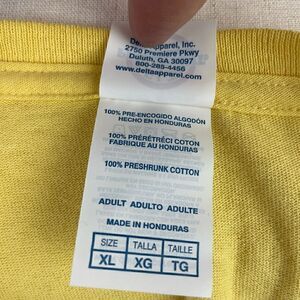 Delta Apparel, Inc.
2750 Premiere Pkwy
Duluth, GA 30097
800-285-4456
www.deltaapparel.com
100% PRE-ENCOGIDO ALGODÓN
HECHO EN HONDURAS
100% PRÉRÉTRÉCI COTON
FABRIQUE AU HONDURAS
100% PRESHRUNK COTTON
ADULT ADULTO ADULTE
MADE IN HONDURAS
SIZE TALLA TAILLE
XL XG TG